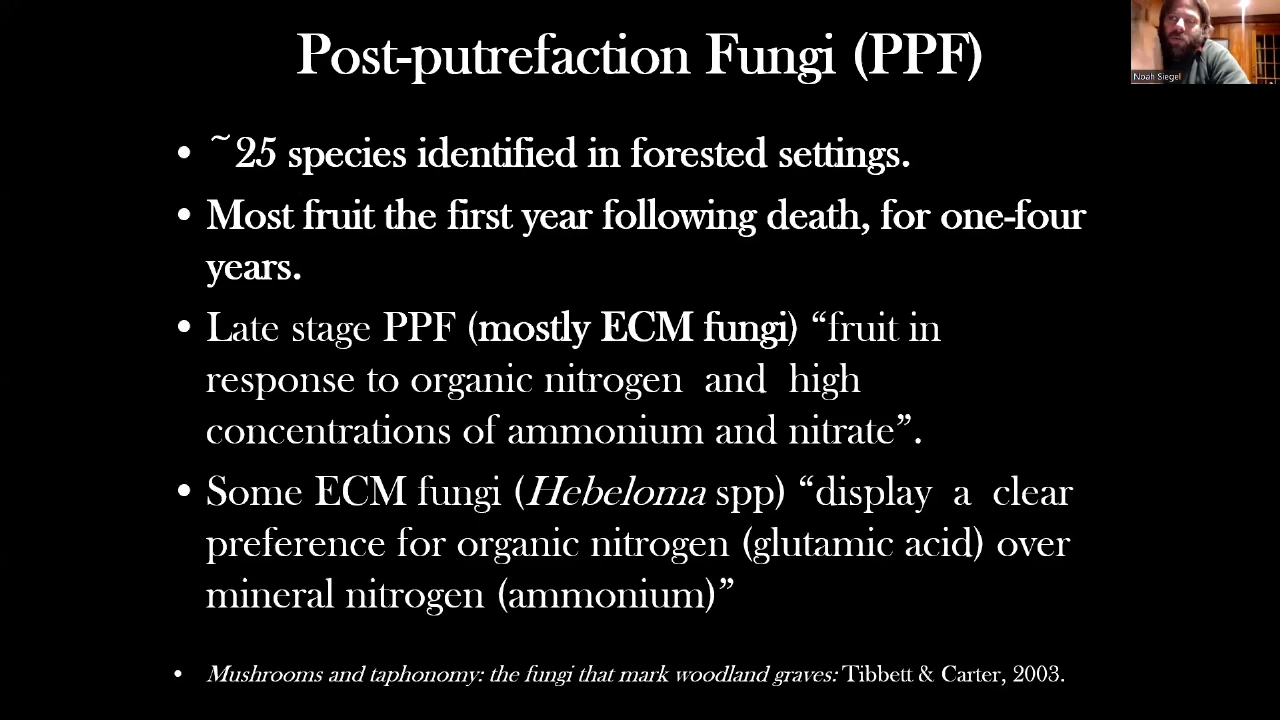 Post-putrefaction Fungi (PPF)
Noah Siegel
• ~25 species identified in forested settings.
• Most fruit the first year following death, for one-four
years.
• Late stage PPF (mostly ECM fungi) “fruit in
response to organic nitrogen and high
concentrations of ammonium and nitrate”.
• Some ECM fungi (Hebeloma spp) “display a clear
preference for organic nitrogen (glutamic acid) over
mineral nitrogen (ammonium)”
• Mushrooms and taphonomy: the fungi that mark woodland graves: Tibbett & Carter, 2003.